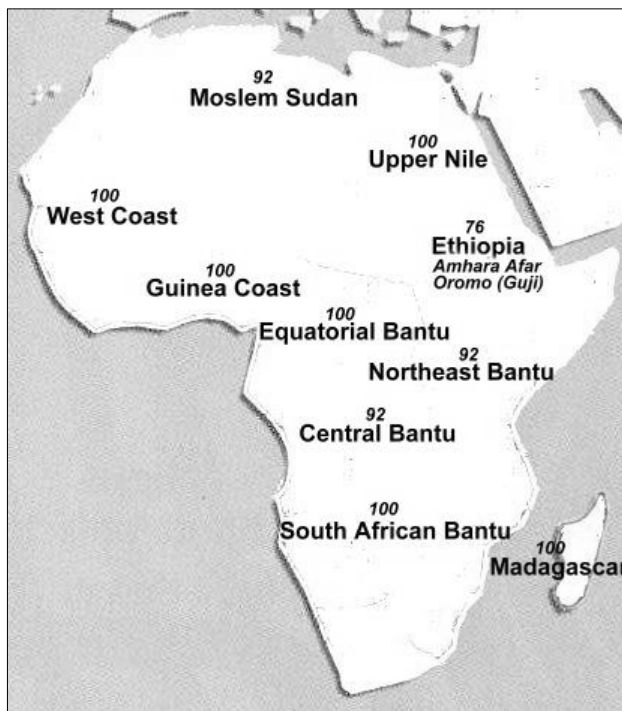 92
Moslem Sudan
100
Upper Nile
100
West Coast
76
Ethiopia
Amhara Afar
Oromo (Guji)
100
Guinea Coast
100
Equatorial Bantu
92
Northeast Bantu
92
Central Bantu
100
South African Bantu
100
Madagascar